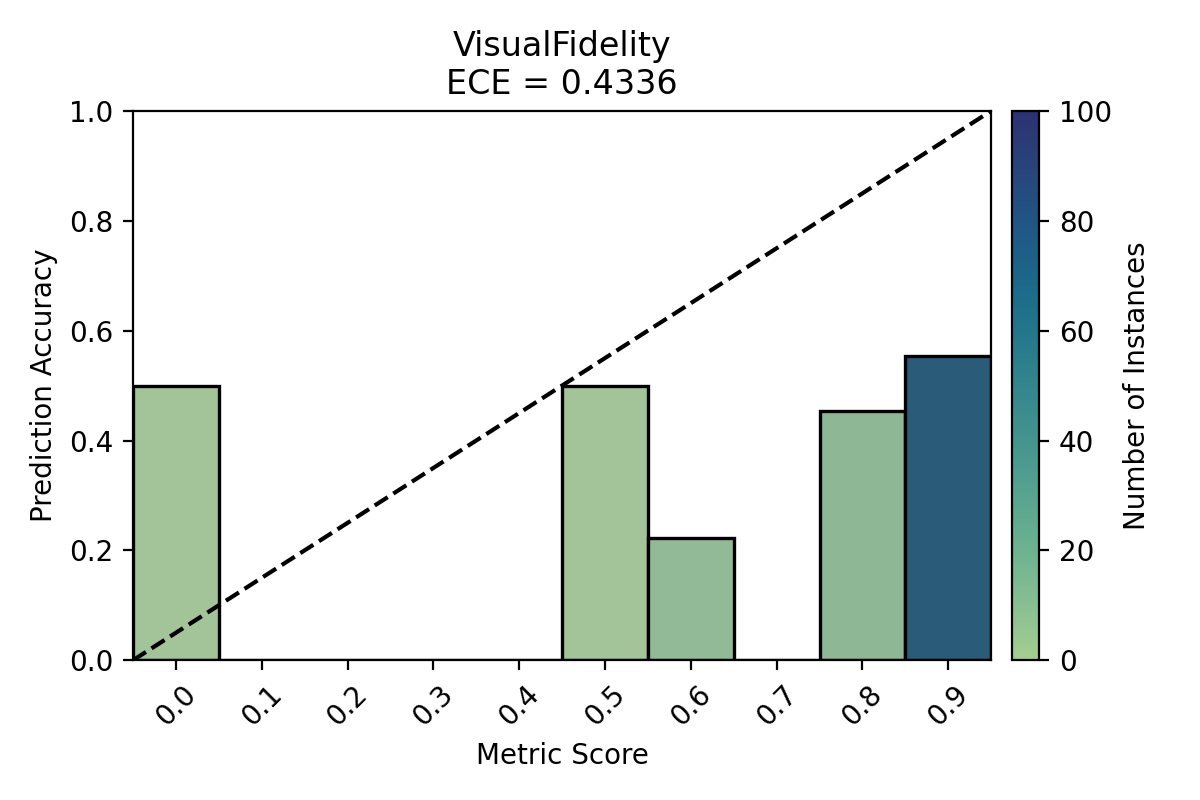 VisualFidelity
ECE = 0.4336
Prediction Accuracy
1.0
0.8
0.6
0.4
0.2
0.0
0.0 0.1 0.2 0.3 0.4 0.5 0.6 0.7 0.8 0.9
Metric Score
100
80
60
40
20
0
Number of Instances